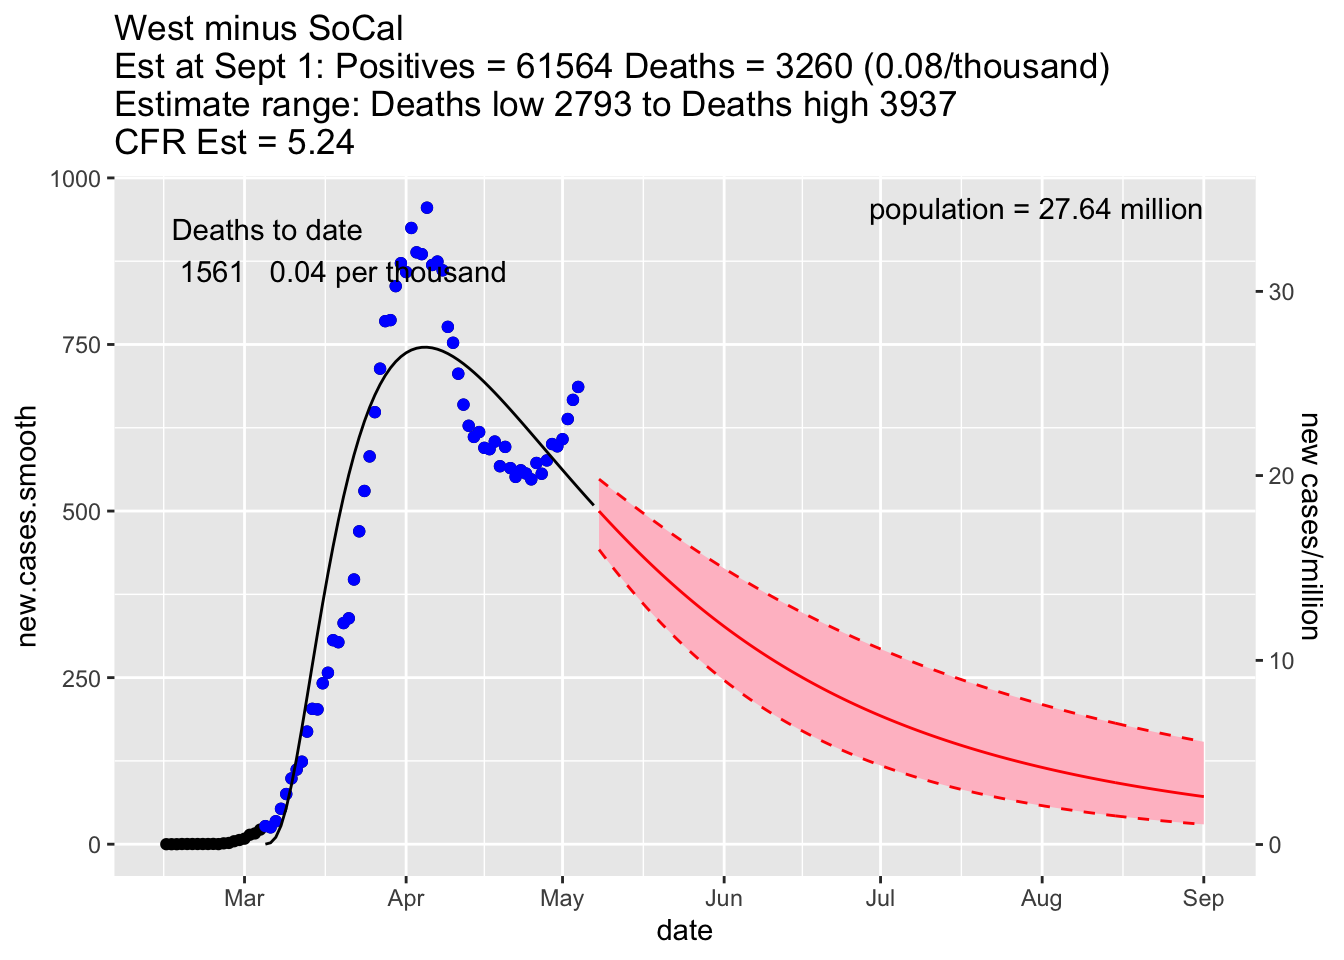 West minus SoCal
Est at Sept 1: Positives = 61564 Deaths = 3260 (0.08/thousand)
Estimate range: Deaths low 2793 to Deaths high 3937
CFR Est = 5.24
1000
750
500
250
0
new.cases.smooth
Deaths to date
1561 0.04 per thousand
population = 27.64 million
30
20
10
0
new cases/million
Mar Apr May Jun Jul Aug Sep
date